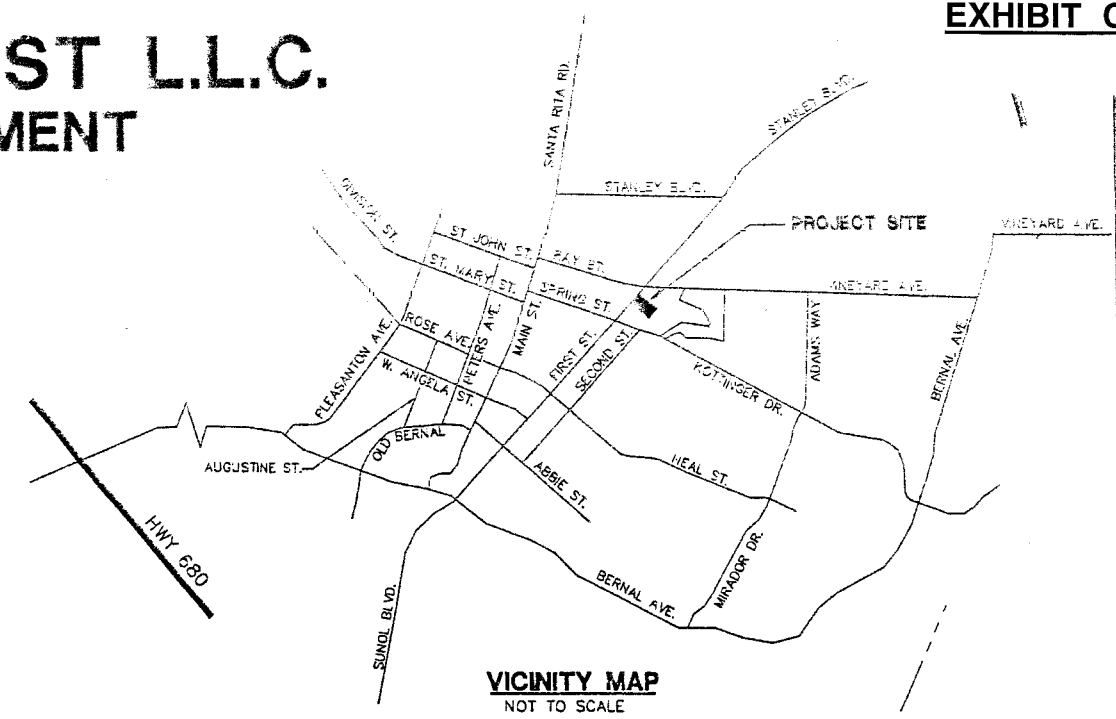 EXHIBIT C
ST L.L.C.
MENT
SANTA RITA RD.
STANLEY BLVD.
STANLEY BLVD.
DIVISION ST.
PROJECT SITE
VINEYARD AVE.
ST JOHN ST.
RAY ST.
ST. MARY ST.
SPRING ST.
VINEYARD AVE.
ROSE AVE.
PETERS AVE.
MAIN ST.
FIRST ST.
SECOND ST.
ADAMS WAY
BERNAL AVE.
PLEASANTON AVE.
W. ANGELA ST.
KOTTINGER DR.
OLD BERNAL
AUGUSTINE ST.
ABBIE ST.
NEAL ST.
HWY 680
MIRADOR DR.
BERNAL AVE.
SUNOL BLVD.
VICINITY MAP
NOT TO SCALE